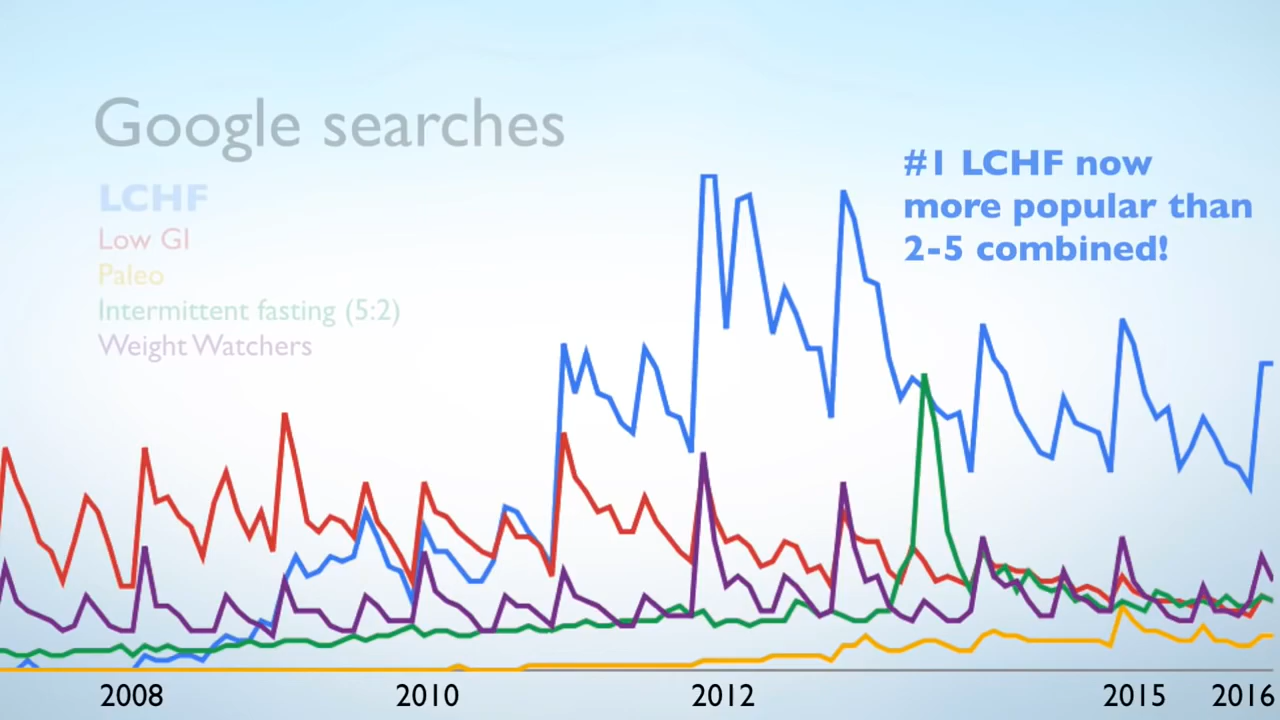 Google searches
LCHF
Low GI
Paleo
Intermittent fasting (5:2)
Weight Watchers
#1 LCHF now
more popular than
2-5 combined!
2008 2010 2012 2015 2016